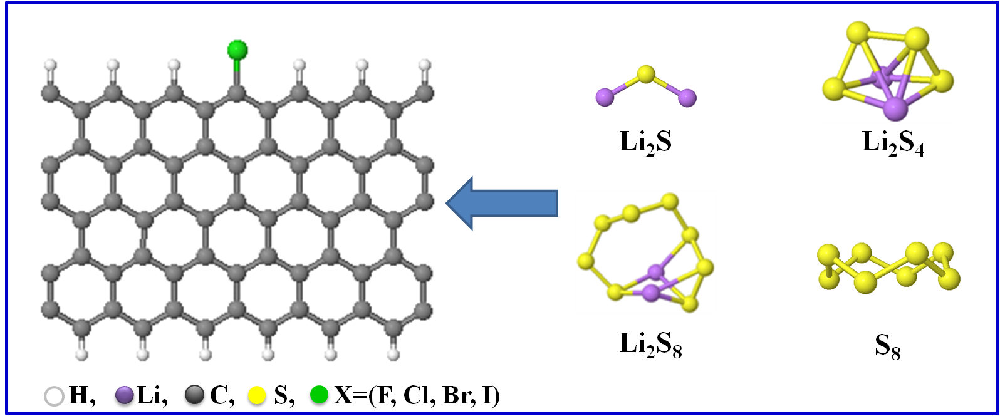 Li₂S
Li₂S₄
Li₂S₈
S₈
H, Li, C, S, X=(F, Cl, Br, I)